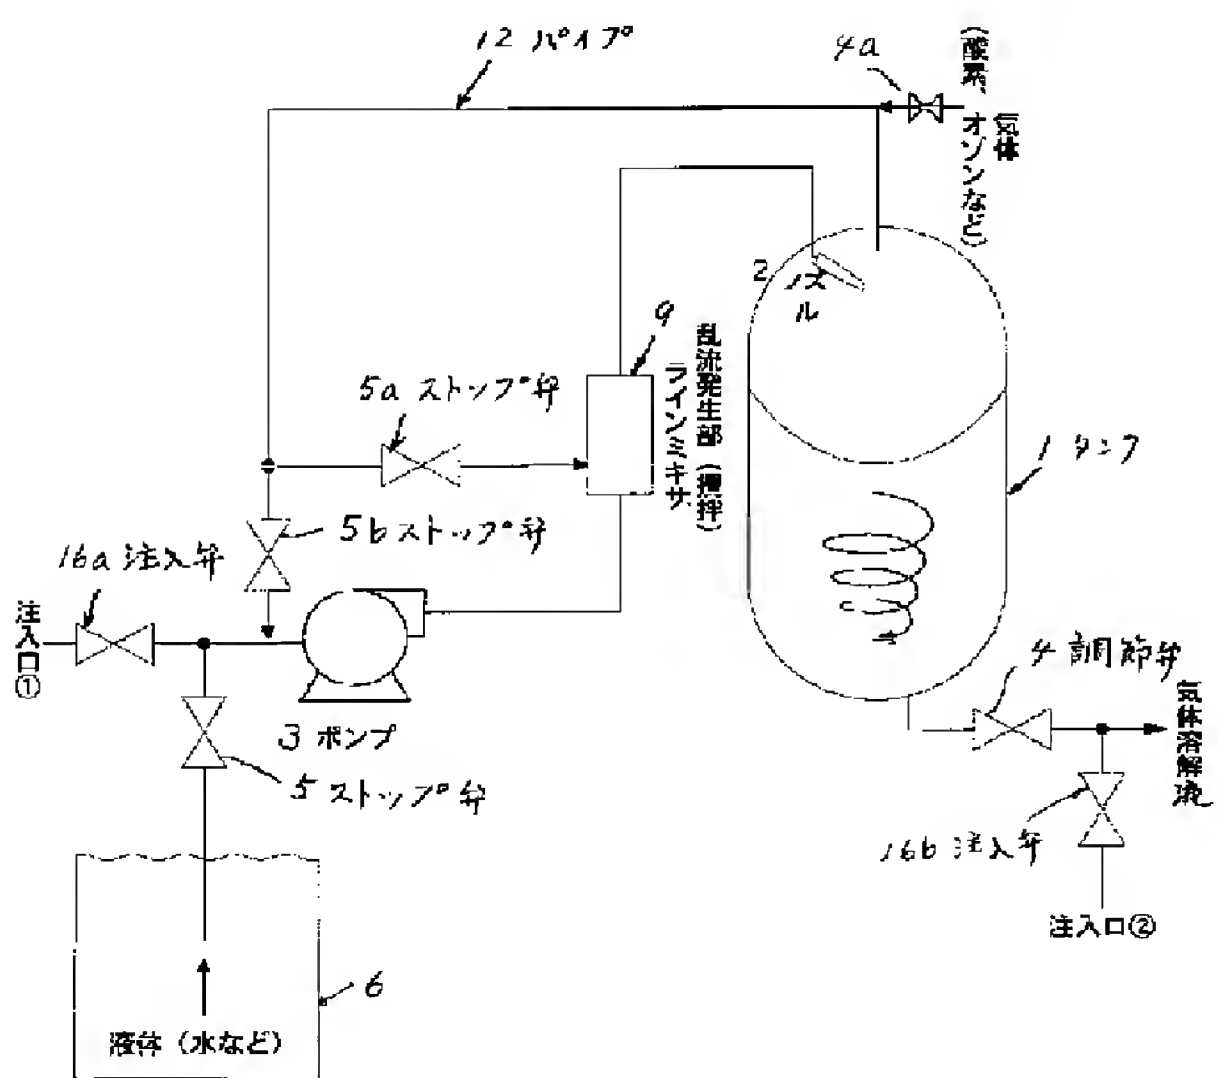 12 パイプ
4a
気体
(酸素、オゾンなど)
2 ノズ
ル
9
乱流発生部(攪拌)
ラインミキサ
5a ストップ弁
1 タンク
5b ストップ弁
16a 注入弁
注入口①
3 ポンプ
5 ストップ弁
4 調節弁
気体溶解液
16b 注入弁
注入口②
6
液体(水など)